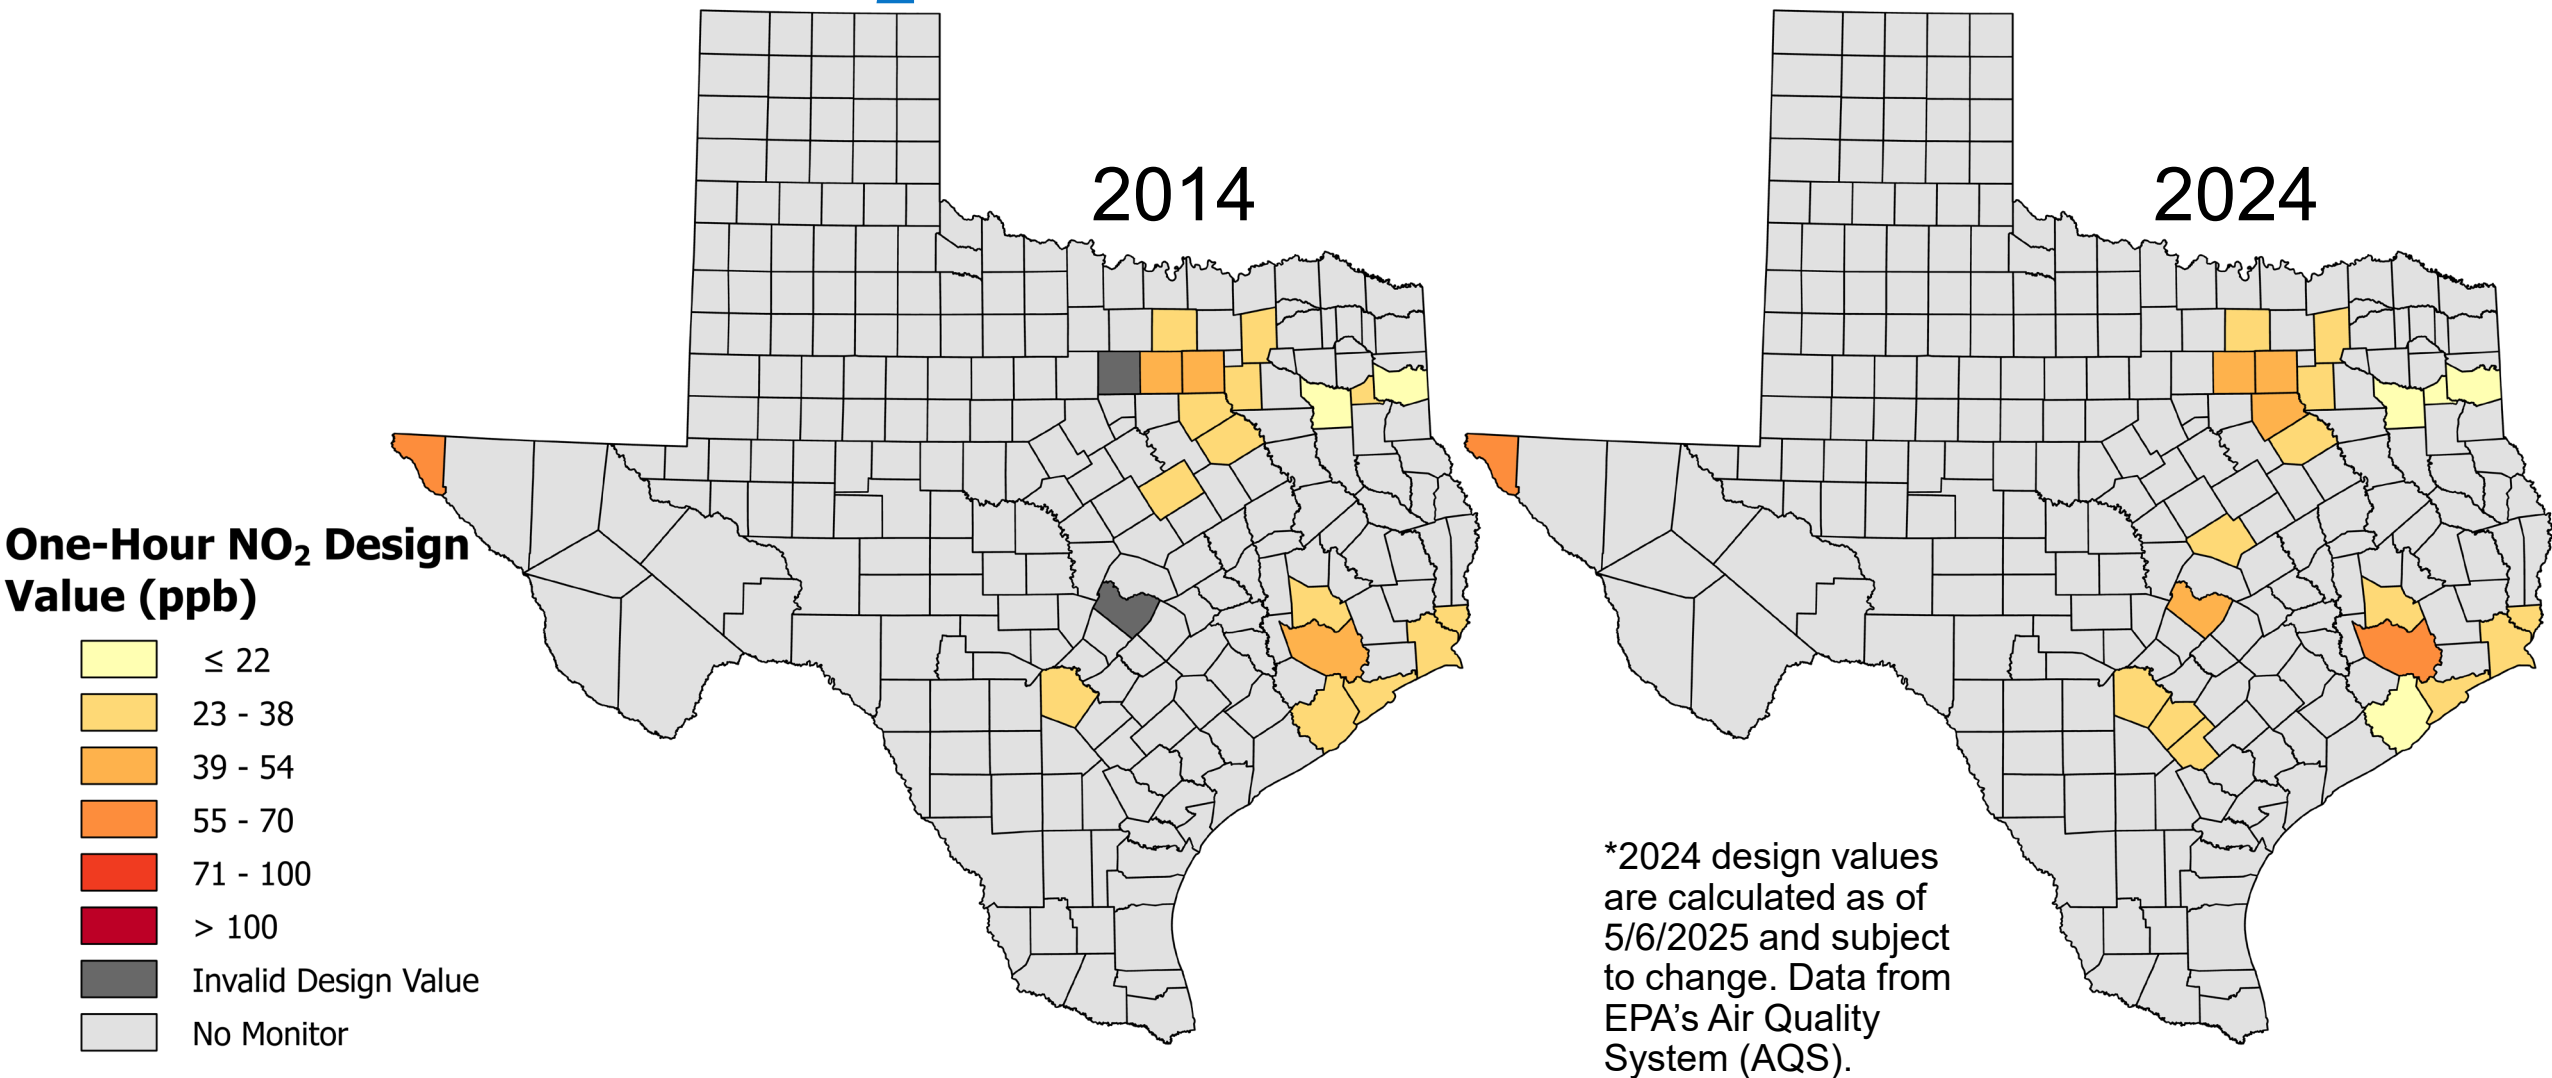 2014
2024
One-Hour NO₂ Design
Value (ppb)
≤ 22
23 - 38
39 - 54
55 - 70
71 - 100
> 100
Invalid Design Value
No Monitor
*2024 design values
are calculated as of
5/6/2025 and subject
to change. Data from
EPA’s Air Quality
System (AQS).